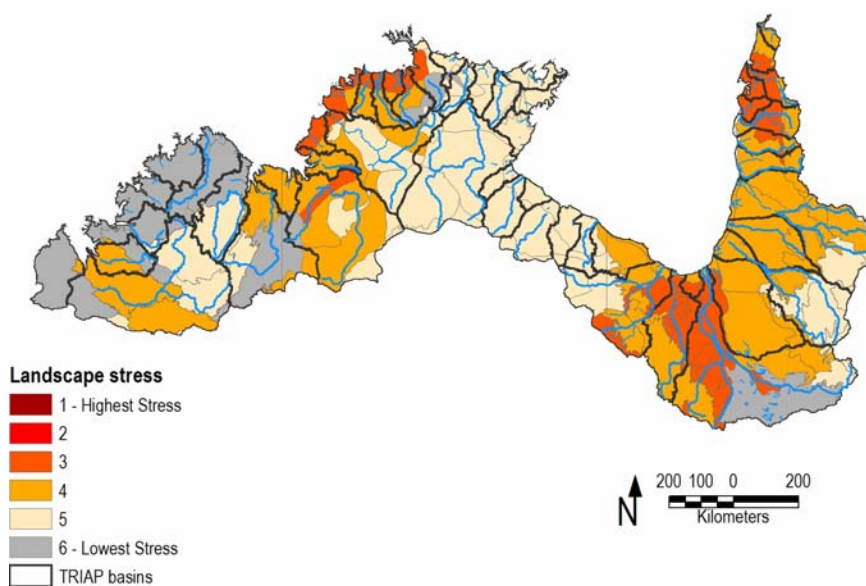 Landscape stress
1 - Highest Stress
2
3
4
5
6 - Lowest Stress
TRIAP basins
N
200 100 0 200
Kilometers